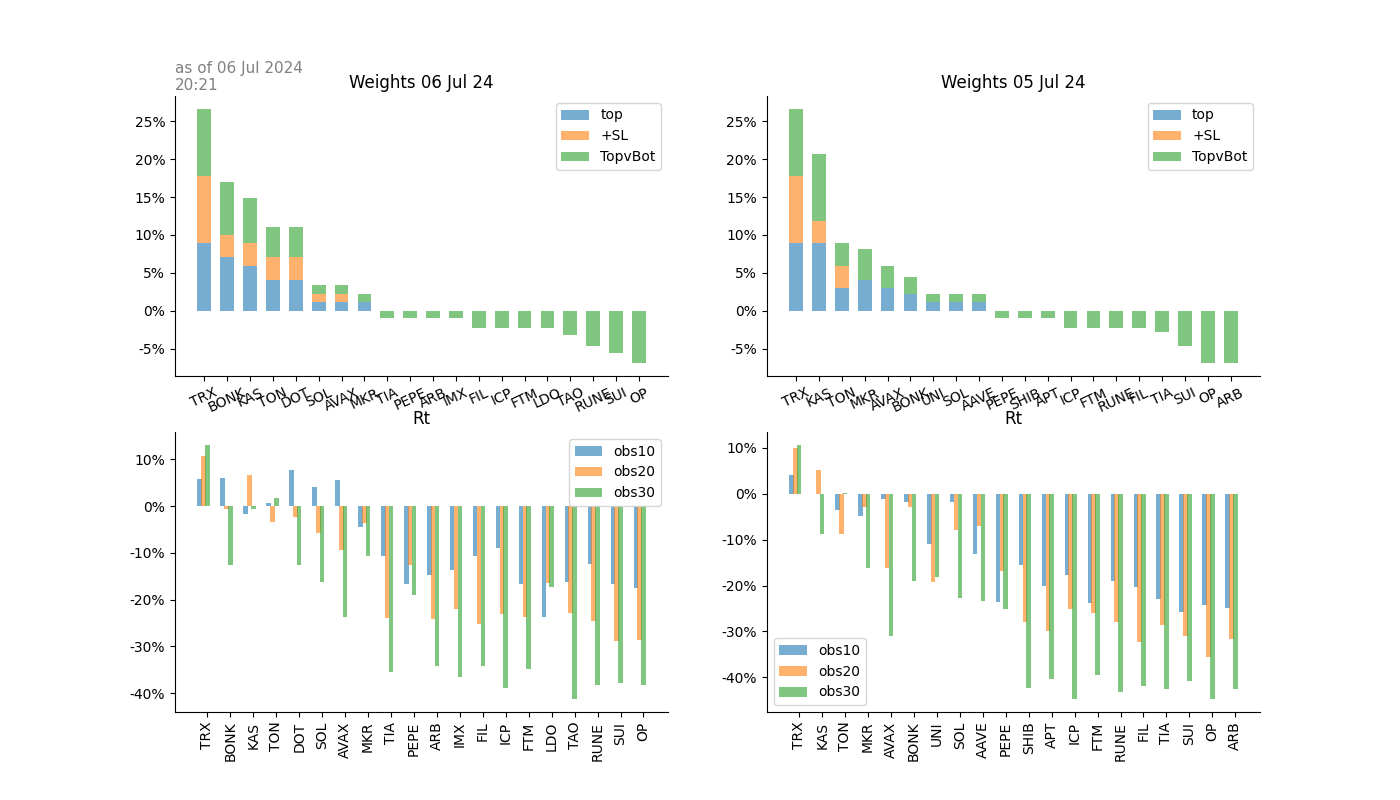 as of 06 Jul 2024
20:21
Weights 06 Jul 24
25%
20%
15%
10%
5%
0%
-5%
top
+SL
TopvBot
TRX BONK KAS TON DOT SOL AVAX MKR TIA PEPE ARB IMX FIL ICP FTM LDO TAO RUNE SUI OP
Weights 05 Jul 24
25%
20%
15%
10%
5%
0%
-5%
top
+SL
TopvBot
TRX KAS TON MKR AVAX BONK UNI SOL AAVE PEPE SHIB APT ICP FTM RUNE FIL TIA SUI OP ARB
Rt
10%
0%
-10%
-20%
-30%
-40%
obs10
obs20
obs30
TRX BONK KAS TON DOT SOL AVAX MKR TIA PEPE ARB IMX FIL ICP FTM LDO TAO RUNE SUI OP
Rt
10%
0%
-10%
-20%
-30%
-40%
obs10
obs20
obs30
TRX KAS TON MKR AVAX BONK UNI SOL AAVE PEPE SHIB APT ICP FTM RUNE FIL TIA SUI OP ARB